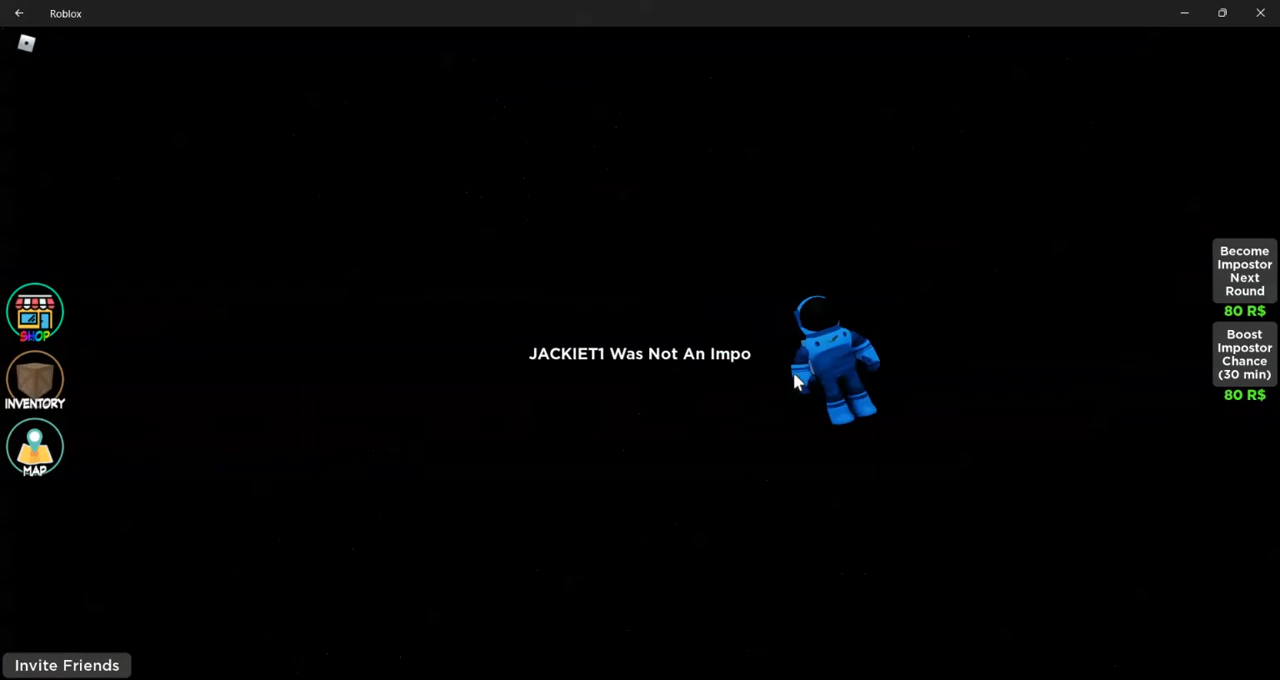 Roblox
SHOP
INVENTORY
MAP
JACKIET1 Was Not An Impo
Become
Impostor
Next
Round
80 R$
Boost
Impostor
Chance
(30 min)
80 R$
Invite Friends